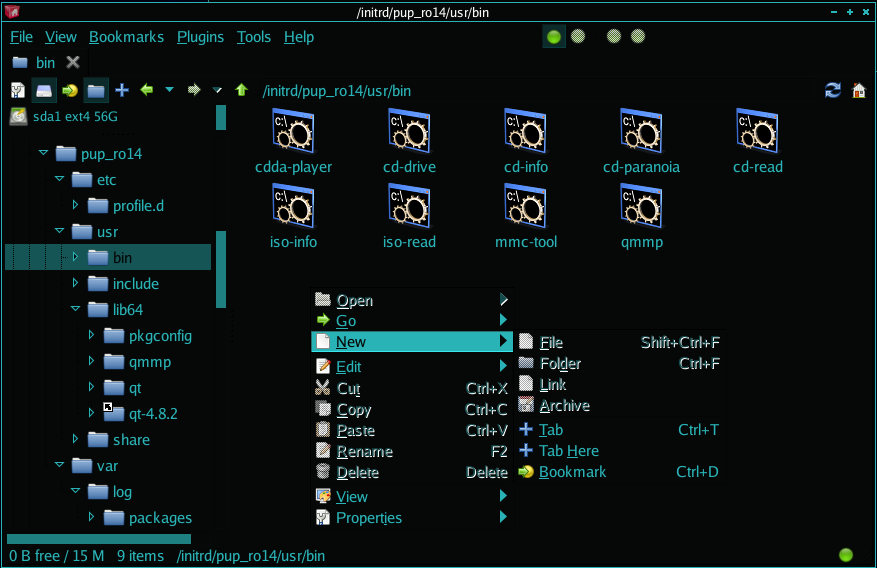 /initrd/pup_ro14/usr/bin
File View Bookmarks Plugins Tools Help
bin
/initrd/pup_ro14/usr/bin
sda1 ext4 56G
pup_ro14
etc
profile.d
usr
bin
include
lib64
pkgconfig
qmmp
qt
qt-4.8.2
share
var
log
packages
C:\ C:\ C:\ C:\ C:\
cdda-player cd-drive cd-info cd-paranoia cd-read
C:\ C:\ C:\ C:\
iso-info iso-read mmc-tool qmmp
Open
Go
New
Edit
Cut Ctrl+X
Copy Ctrl+C
Paste Ctrl+V
Rename F2
Delete Delete
View
Properties
File Shift+Ctrl+F
Folder Ctrl+F
Link
Archive
Tab Ctrl+T
Tab Here
Bookmark Ctrl+D
0 B free / 15 M 9 items /initrd/pup_ro14/usr/bin